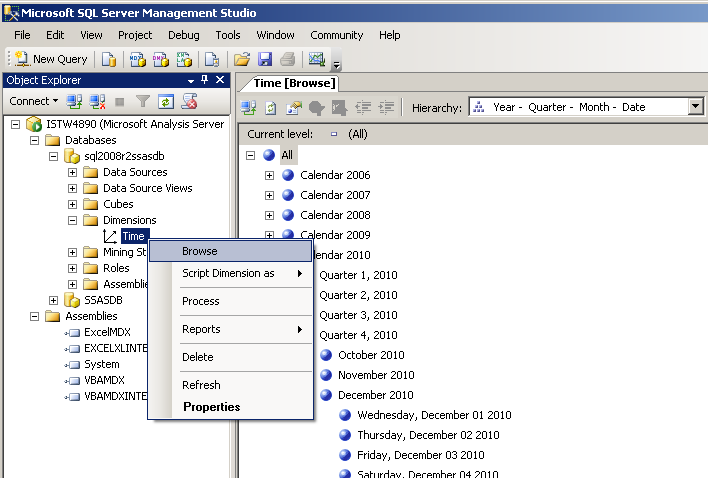 Microsoft SQL Server Management Studio
File Edit View Project Debug Tools Window Community Help
New Query
Object Explorer
Connect
ISTW4890 (Microsoft Analysis Server
Databases
sql2008r2ssasdb
Data Sources
Data Source Views
Cubes
Dimensions
Time
Mining St
Roles
Assemblie
SSASDB
Assemblies
ExcelMDX
EXCELXLINTE
System
VBAMDX
VBAMDXINTE
Browse
Script Dimension as
Process
Reports
Delete
Refresh
Properties
Time [Browse]
Hierarchy: Year - Quarter - Month - Date
Current level: (All)
All
Calendar 2006
Calendar 2007
Calendar 2008
Calendar 2009
Calendar 2010
Quarter 1, 2010
Quarter 2, 2010
Quarter 3, 2010
Quarter 4, 2010
October 2010
November 2010
December 2010
Wednesday, December 01 2010
Thursday, December 02 2010
Friday, December 03 2010
Saturday, December 04 2010